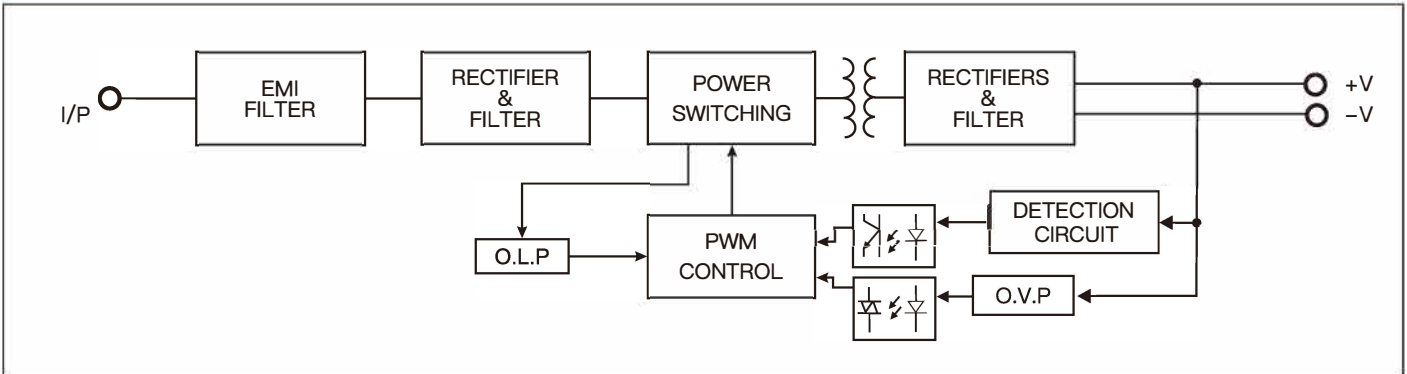 I/P
EMI
FILTER
RECTIFIER
&
FILTER
POWER
SWITCHING
RECTIFIERS
&
FILTER
+V
−V
O.L.P
PWM
CONTROL
DETECTION
CIRCUIT
O.V.P